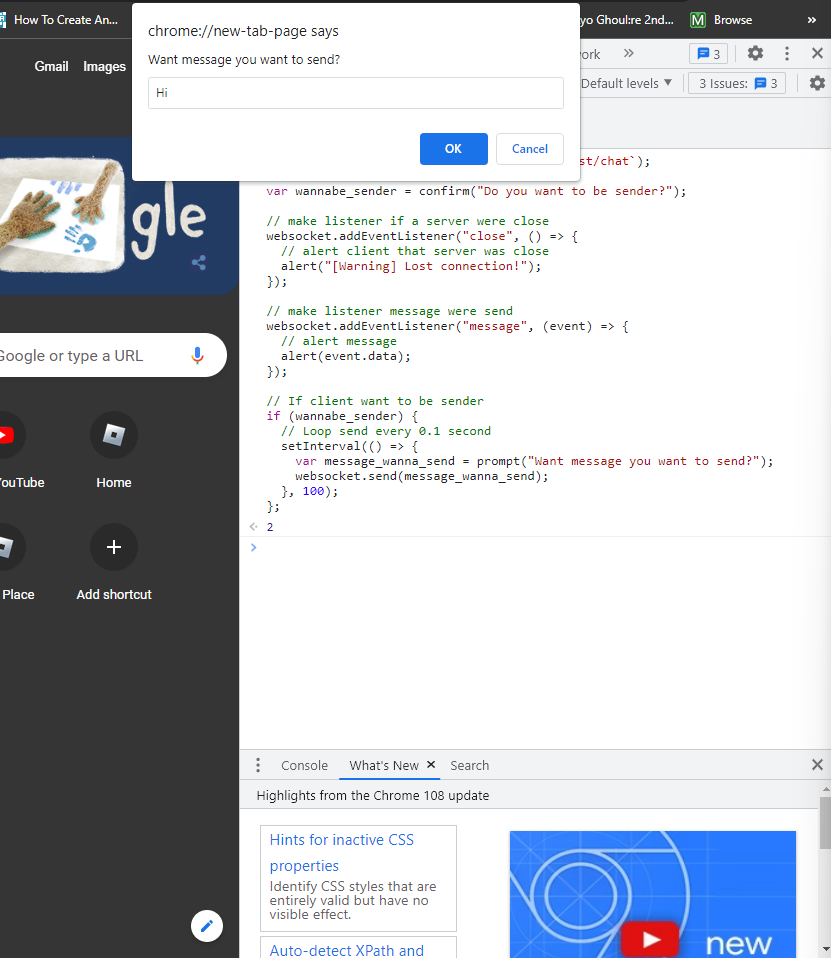 How To Create An...
yo Ghoul:re 2nd...
Browse
»
chrome://new-tab-page says
Want message you want to send?
Hi
OK
Cancel
Gmail
Images
gle
Google or type a URL
YouTube
Home
Place
Add shortcut
ork
»
3
Default levels ▼
3 Issues:
3
st/chat`);
var wannabe_sender = confirm("Do you want to be sender?");
// make listener if a server were close
websocket.addEventListener("close", () => {
// alert client that server was close
alert("[Warning] Lost connection!");
});
// make listener message were send
websocket.addEventListener("message", (event) => {
// alert message
alert(event.data);
});
// If client want to be sender
if (wannabe_sender) {
// Loop send every 0.1 second
setInterval(() => {
var message_wanna_send = prompt("Want message you want to send?");
websocket.send(message_wanna_send);
}, 100);
};
2
Console
What's New
Search
Highlights from the Chrome 108 update
Hints for inactive CSS
properties
Identify CSS styles that are
entirely valid but have no
visible effect.
Auto-detect XPath and
new